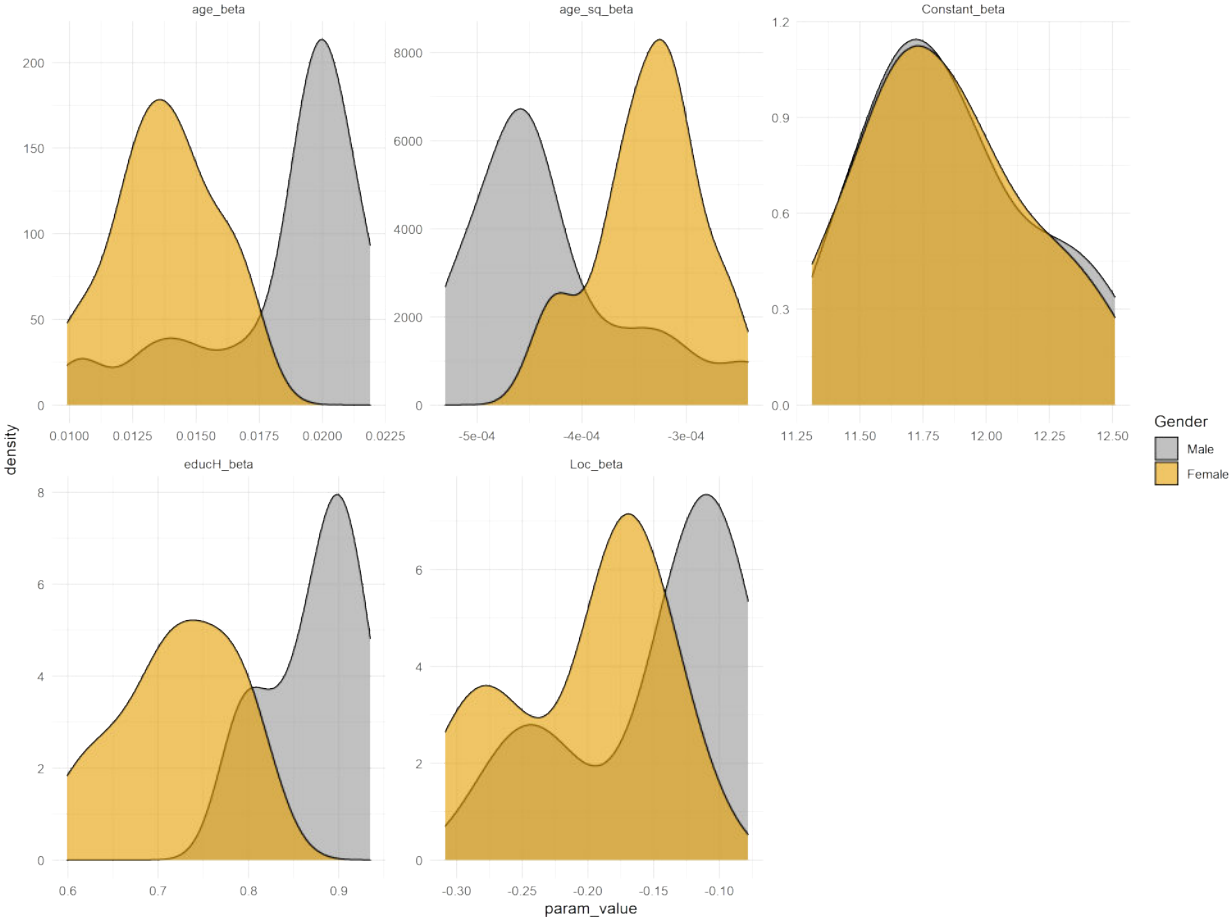 age_beta
age_sq_beta
Constant_beta
200
150
100
50
0
0.0100 0.0125 0.0150 0.0175 0.0200 0.0225
8000
6000
4000
2000
0
-5e-04 -4e-04 -3e-04
1.2
0.9
0.6
0.3
0.0
11.25 11.50 11.75 12.00 12.25 12.50
density
educH_beta
Loc_beta
8
6
4
2
0
0.6 0.7 0.8 0.9
6
4
2
0
-0.30 -0.25 -0.20 -0.15 -0.10
param_value
Gender
Male
Female